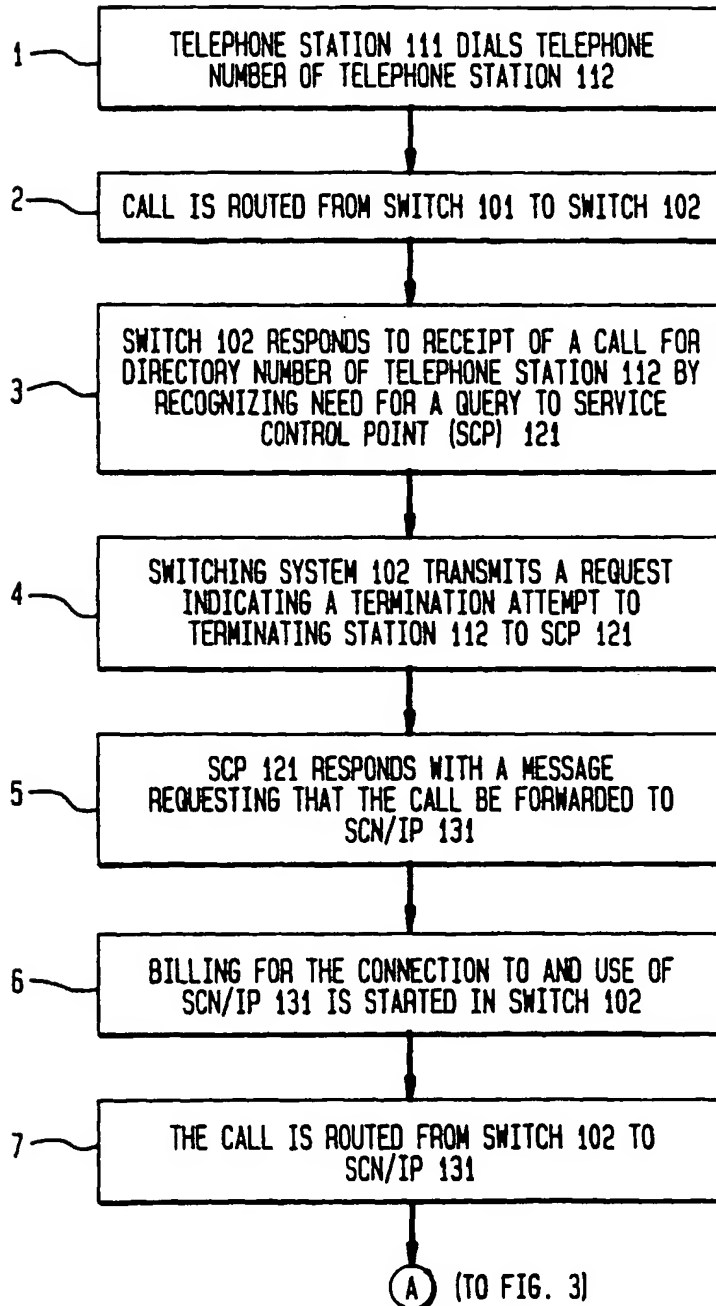 1
TELEPHONE STATION 111 DIALS TELEPHONE
NUMBER OF TELEPHONE STATION 112
2
CALL IS ROUTED FROM SWITCH 101 TO SWITCH 102
3
SWITCH 102 RESPONDS TO RECEIPT OF A CALL FOR
DIRECTORY NUMBER OF TELEPHONE STATION 112 BY
RECOGNIZING NEED FOR A QUERY TO SERVICE
CONTROL POINT (SCP) 121
4
SWITCHING SYSTEM 102 TRANSMITS A REQUEST
INDICATING A TERMINATION ATTEMPT TO
TERMINATING STATION 112 TO SCP 121
5
SCP 121 RESPONDS WITH A MESSAGE
REQUESTING THAT THE CALL BE FORWARDED TO
SCN/IP 131
6
BILLING FOR THE CONNECTION TO AND USE OF
SCN/IP 131 IS STARTED IN SWITCH 102
7
THE CALL IS ROUTED FROM SWITCH 102 TO
SCN/IP 131
A (TO FIG. 3)